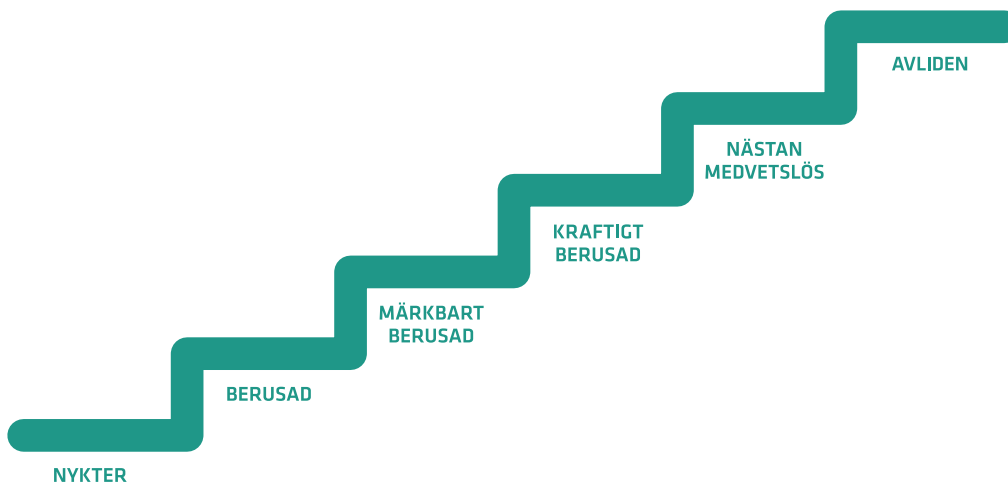 AVLIDEN
NÄSTAN
MEDVETSLÖS
KRAFTIGT
BERUSAD
MÄRKBART
BERUSAD
BERUSAD
NYKTER